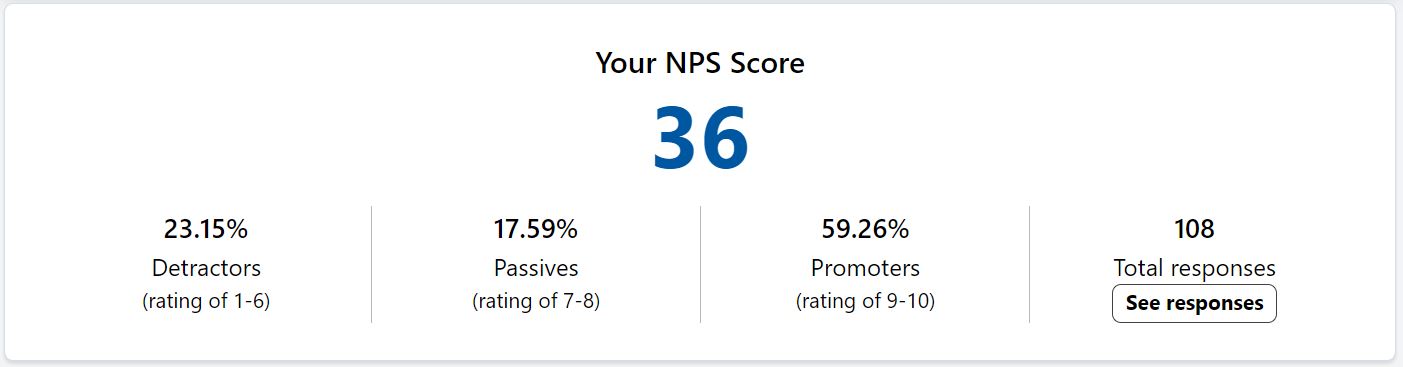 Your NPS Score
36
23.15%
Detractors
(rating of 1-6)
17.59%
Passives
(rating of 7-8)
59.26%
Promoters
(rating of 9-10)
108
Total responses
See responses